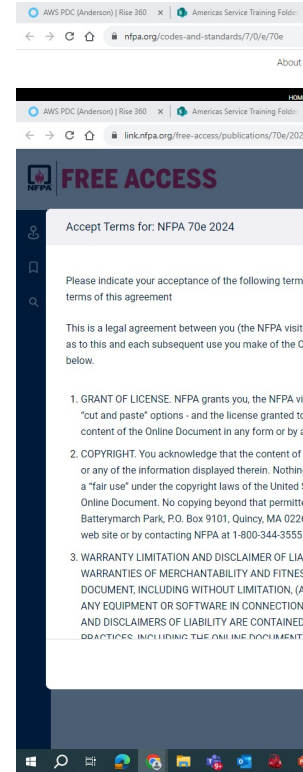 AWS PDC (Anderson) | Rise 360 × Americas Service Training Folde
nfpa.org/codes-and-standards/7/0/e/70e
About
HOM
AWS PDC (Anderson) | Rise 360 × Americas Service Training Folde
link.nfpa.org/free-access/publications/70e/202
NFPA FREE ACCESS
Accept Terms for: NFPA 70e 2024
Please indicate your acceptance of the following term
terms of this agreement
This is a legal agreement between you (the NFPA visit
as to this and each subsequent use you make of the O
below.
1. GRANT OF LICENSE. NFPA grants you, the NFPA vi
"cut and paste" options - and the license granted to
content of the Online Document in any form or by a
2. COPYRIGHT. You acknowledge that the content of
or any of the information displayed therein. Nothin
a "fair use" under the copyright laws of the United S
Online Document. No copying beyond that permitte
Batterymarch Park, P.O. Box 9101, Quincy, MA 0226
web site or by contacting NFPA at 1-800-344-3555.
3. WARRANTY LIMITATION AND DISCLAIMER OF LIA
WARRANTIES OF MERCHANTABILITY AND FITNES
DOCUMENT, INCLUDING WITHOUT LIMITATION, (A
ANY EQUIPMENT OR SOFTWARE IN CONNECTION
AND DISCLAIMERS OF LIABILITY ARE CONTAINED
PRACTICES, INCLUDING THE ONLINE DOCUMENT